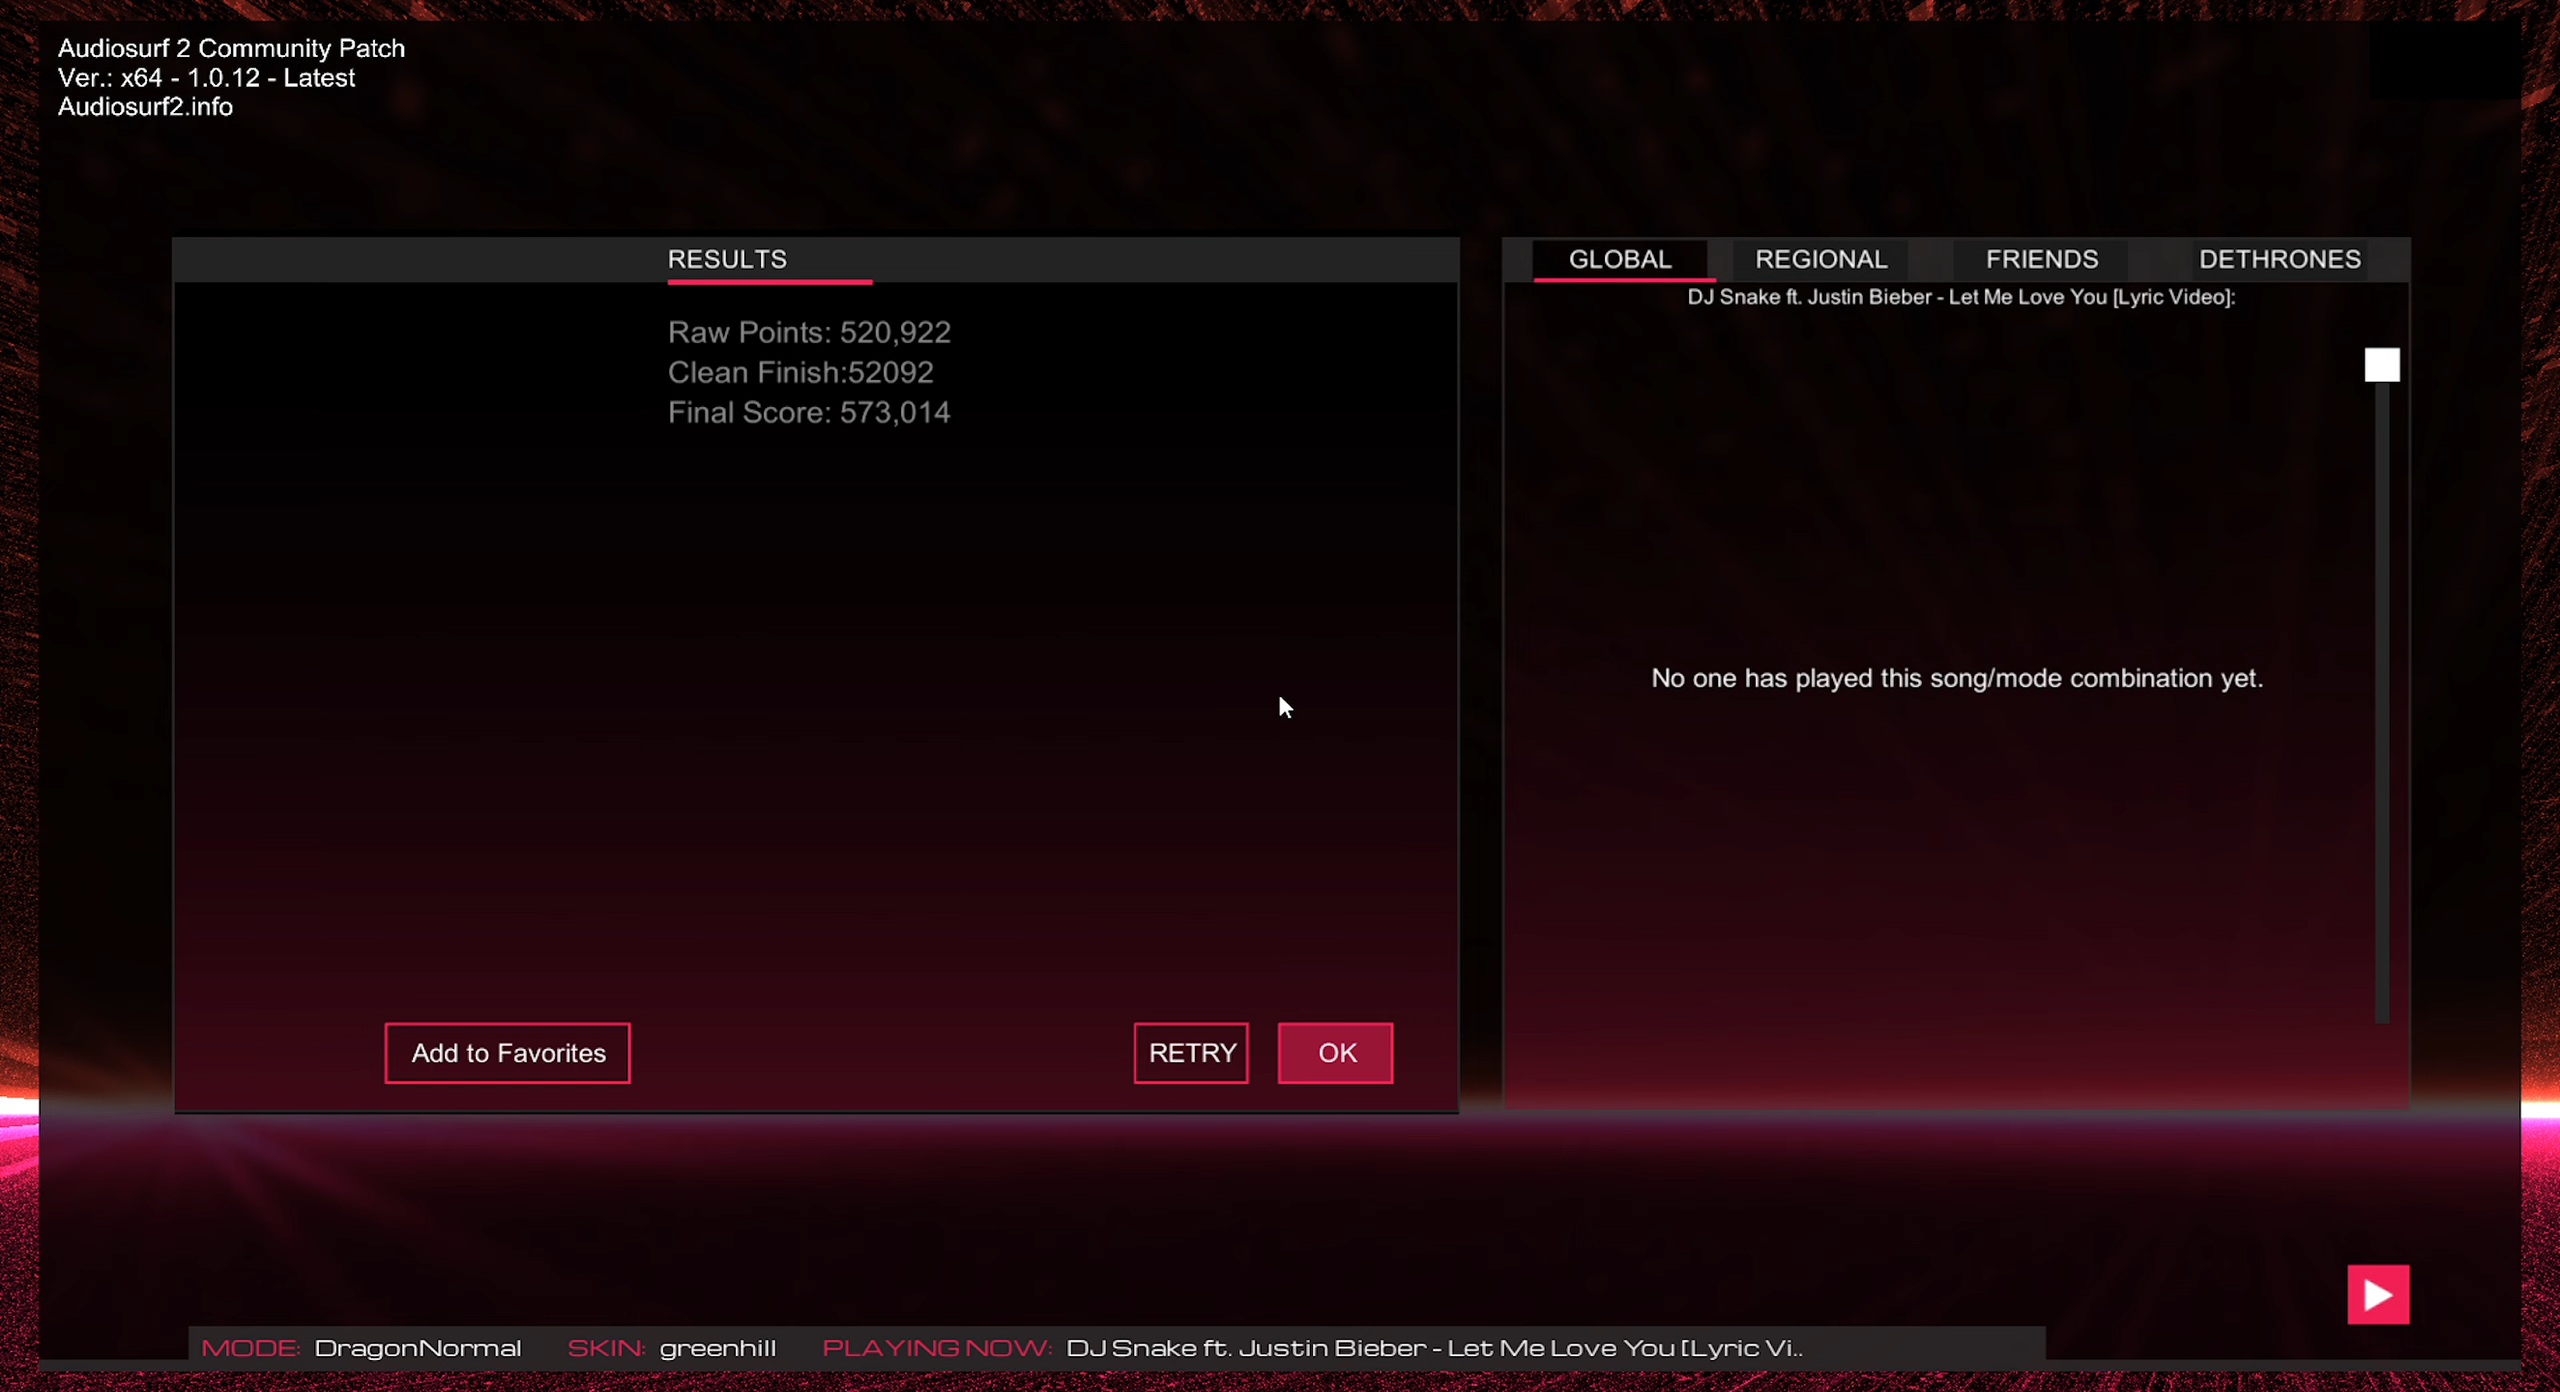 Audiosurf 2 Community Patch
Ver.: x64 - 1.0.12 - Latest
Audiosurf2.info
RESULTS
Raw Points: 520,922
Clean Finish:52092
Final Score: 573,014
Add to Favorites
RETRY
OK
GLOBAL
REGIONAL
FRIENDS
DETHRONES
DJ Snake ft. Justin Bieber - Let Me Love You [Lyric Video]:
No one has played this song/mode combination yet.
MODE: DragonNormal SKIN: greenhill PLAYING NOW: DJ Snake ft. Justin Bieber - Let Me Love You [Lyric Vi..